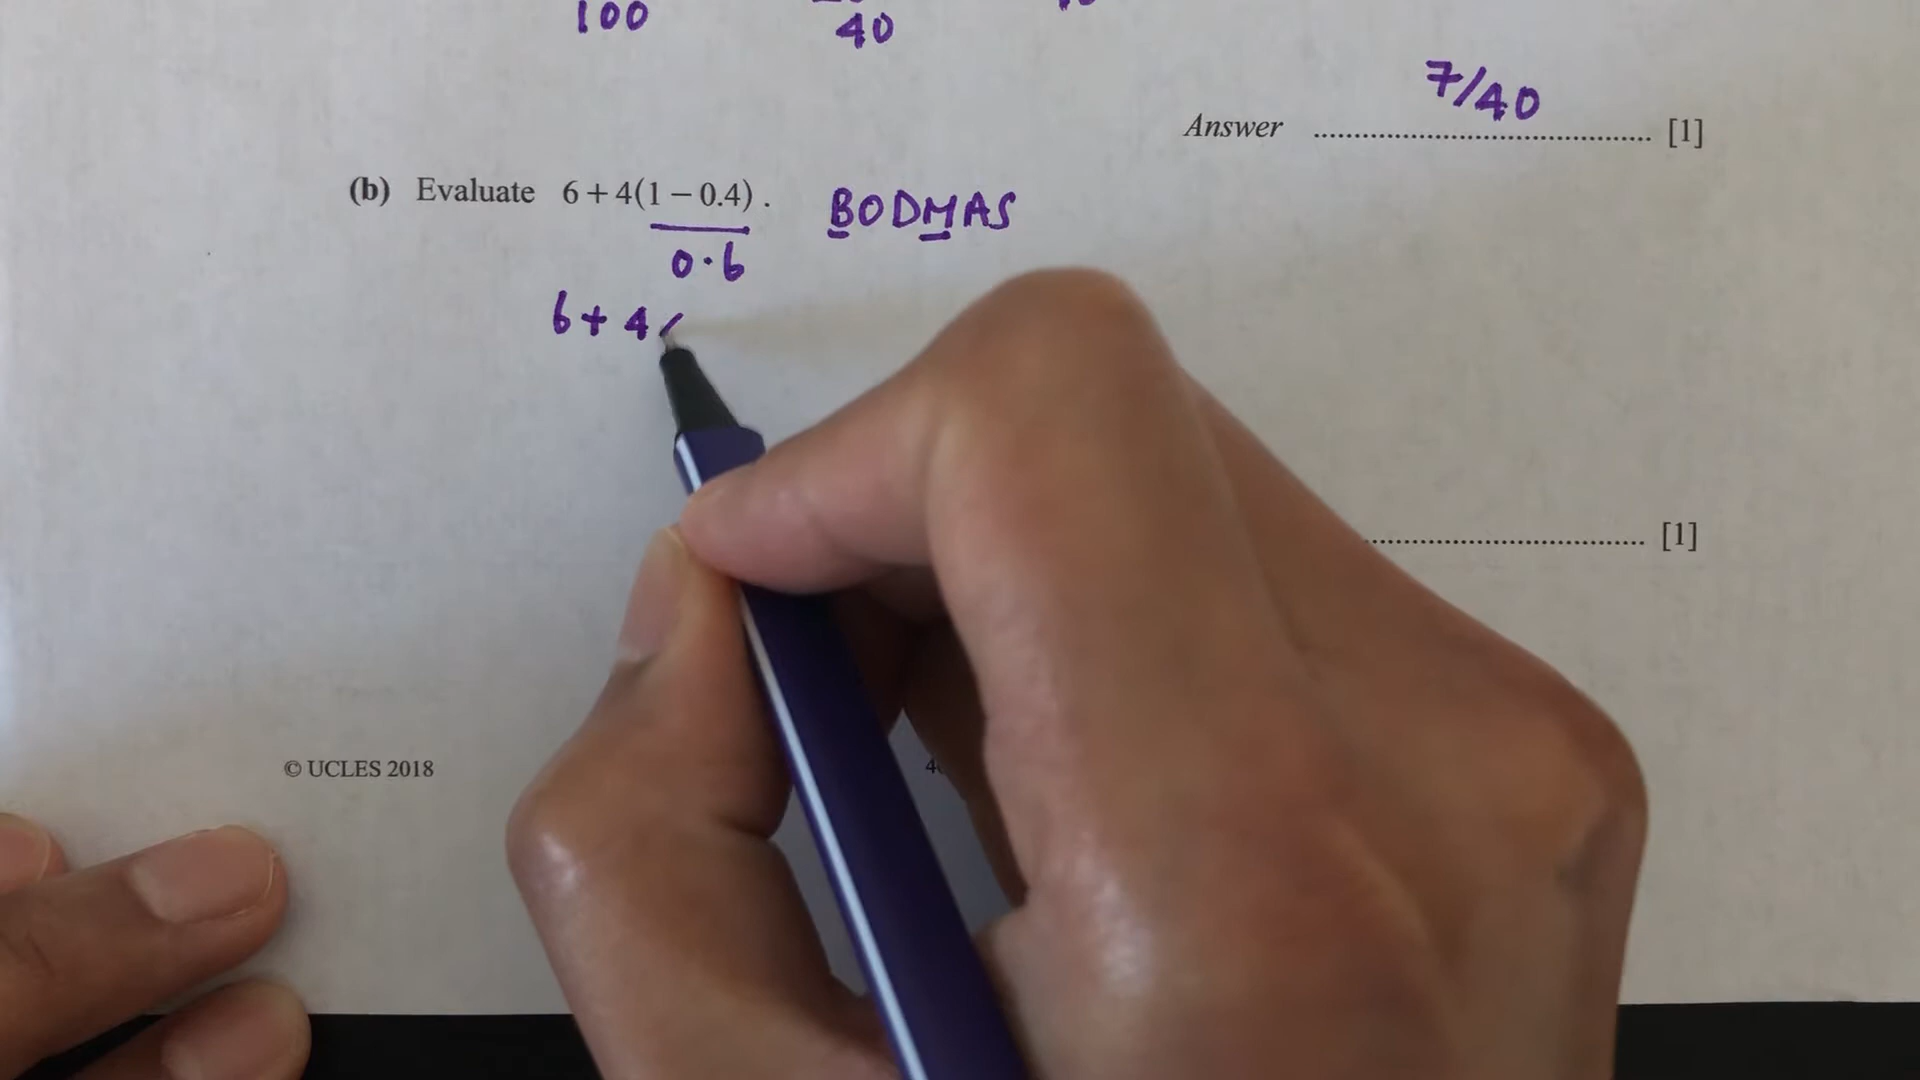 100
40
7/40
Answer ........................................ [1]
(b) Evaluate 6 + 4(1 – 0.4) . BODMAS
0.6
6 + 4(
................................. [1]
© UCLES 2018